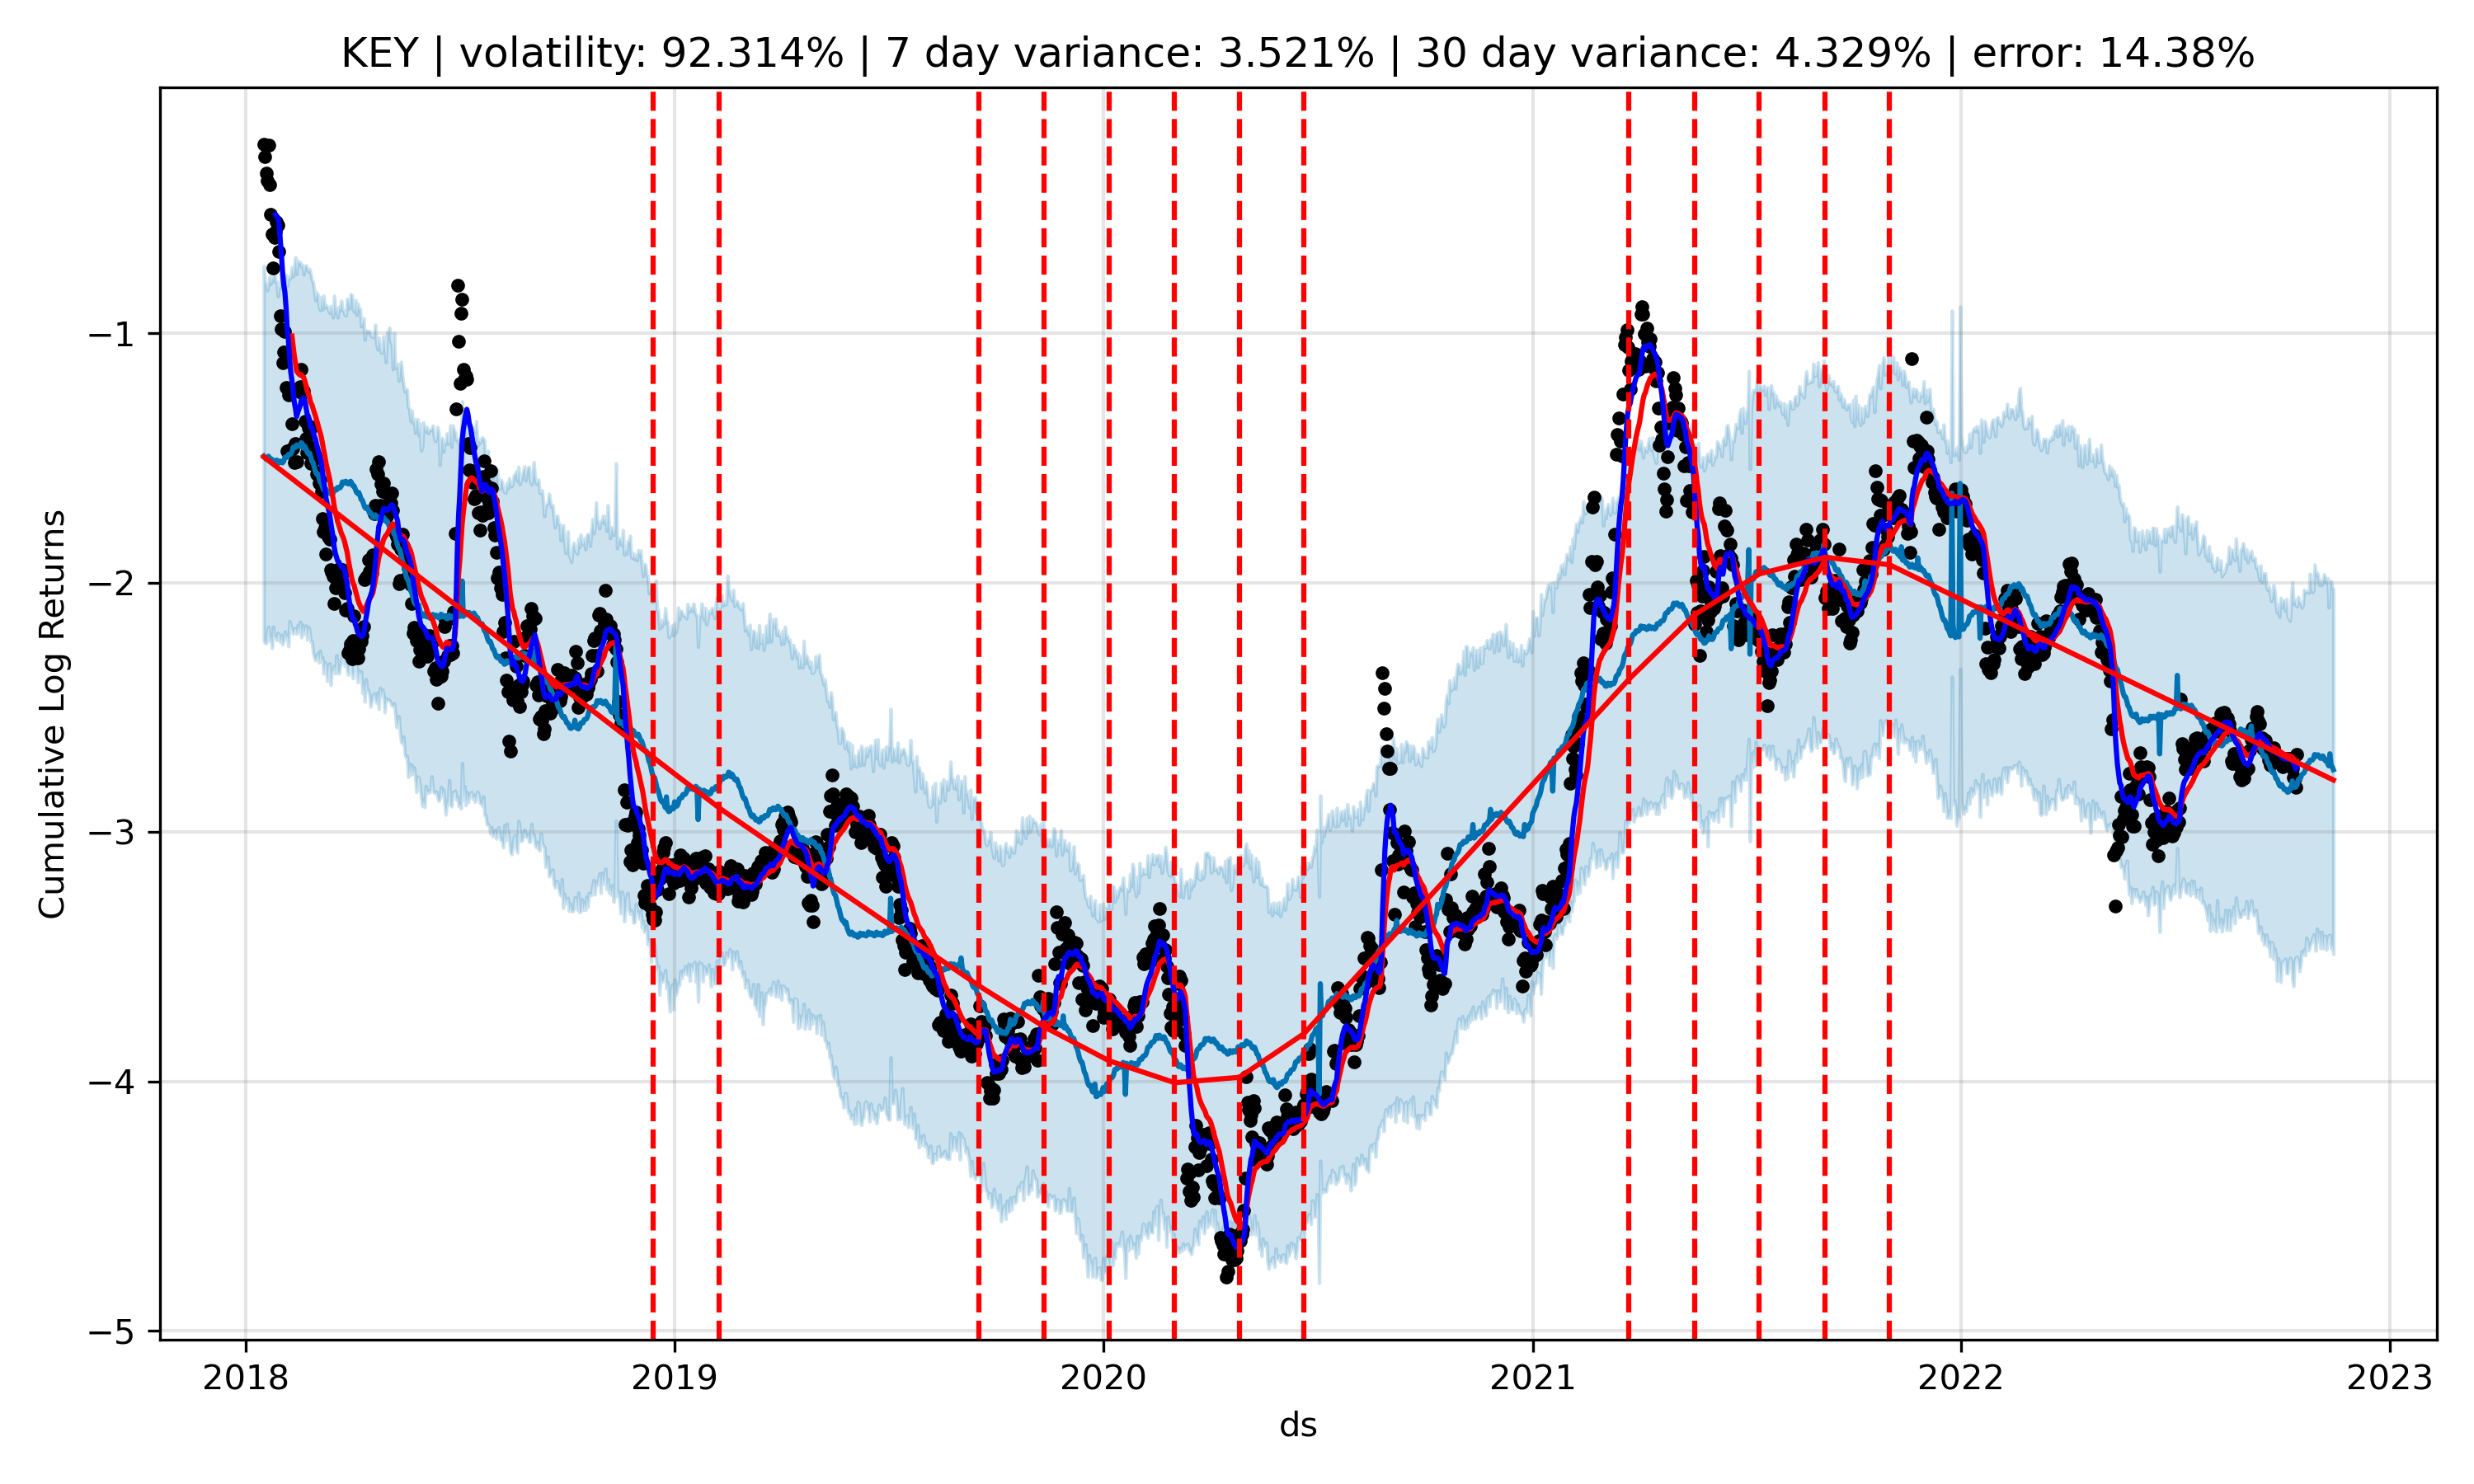 KEY | volatility: 92.314% | 7 day variance: 3.521% | 30 day variance: 4.329% | error: 14.38%
Cumulative Log Returns
−1
−2
−3
−4
−5
2018 2019 2020 2021 2022 2023
ds